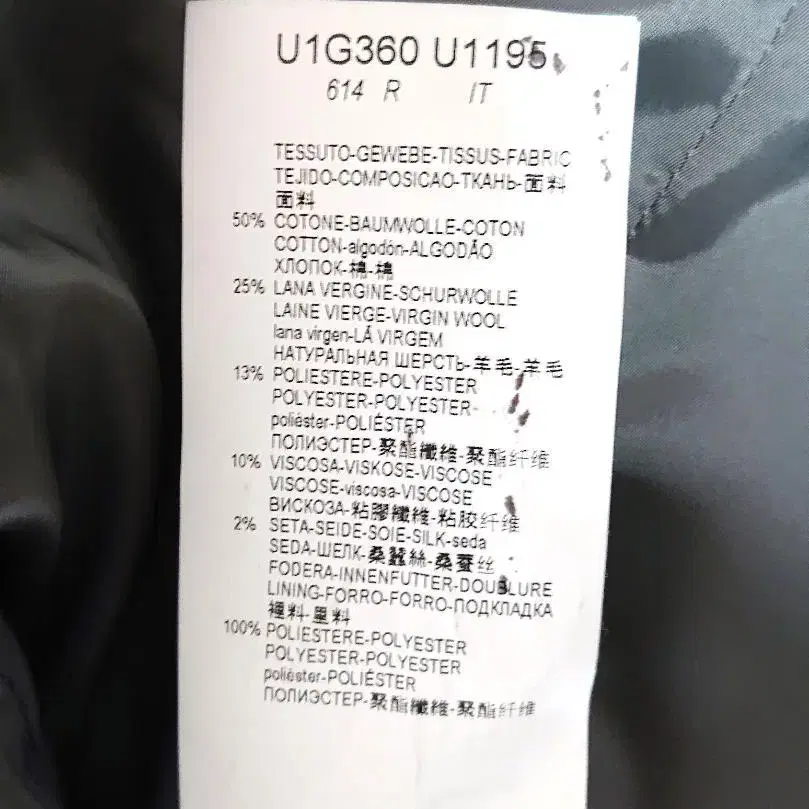 U1G360 U1195
614 R IT
TESSUTO-GEWEBE-TISSUS-FABRIC
TEJIDO-COMPOSICAO-ТКАНЬ-面料
面料
50% COTONE-BAUMWOLLE-COTON
COTTON-algodón-ALGODÃO
ХЛОПОК-棉-棉
25% LANA VERGINE-SCHURWOLLE
LAINE VIERGE-VIRGIN WOOL
lana virgen-LÃ VIRGEM
НАТУРАЛЬНАЯ ШЕРСТЬ-羊毛-羊毛
13% POLIESTERE-POLYESTER
POLYESTER-POLYESTER-
poliéster-POLIÉSTER
ПОЛИЭСТЕР-聚酯纖維-聚酯纤维
10% VISCOSA-VISKOSE-VISCOSE
VISCOSE-viscosa-VISCOSE
ВИСКОЗА-粘膠纖維-粘胶纤维
2% SETA-SEIDE-SOIE-SILK-seda
SEDA-ШЕЛК-桑蠶絲-桑蚕丝
FODERA-INNENFUTTER-DOUBLURE
LINING-FORRO-FORRO-ПОДКЛАДКА
裡料-里料
100% POLIESTERE-POLYESTER
POLYESTER-POLYESTER
poliéster-POLIÉSTER
ПОЛИЭСТЕР-聚酯纖維-聚酯纤维